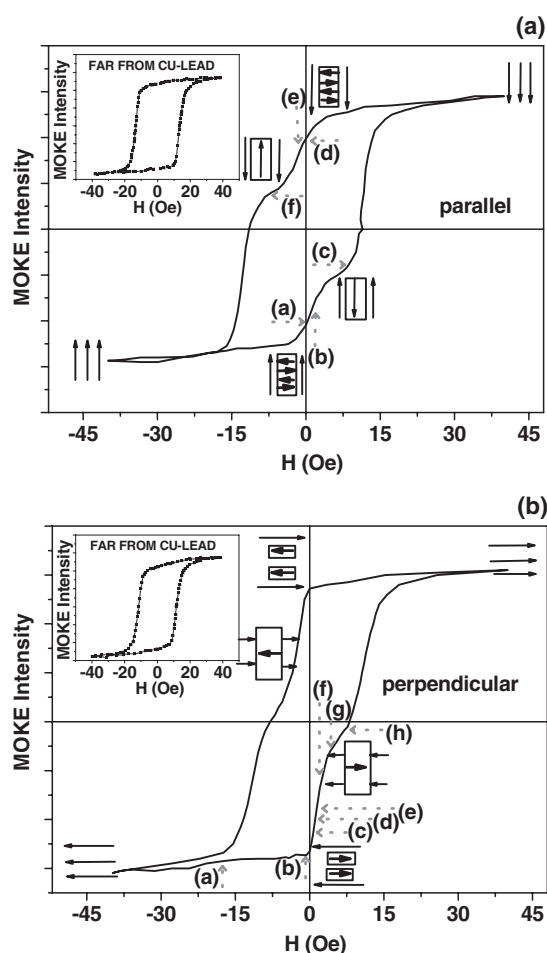 (a)
FAR FROM CU-LEAD
MOKE Intensity
-40 -20 0 20 40
H (Oe)
(e)
(d)
(f)
MOKE Intensity
parallel
(c)
(a)
(b)
-45 -30 -15 0 15 30 45
H (Oe)
(b)
FAR FROM CU-LEAD
MOKE Intensity
-40 -20 0 20 40
H (Oe)
MOKE Intensity
perpendicular
(f)
(g)
(h)
(e)
(d)
(c)
(a)
(b)
-45 -30 -15 0 15 30 45
H (Oe)